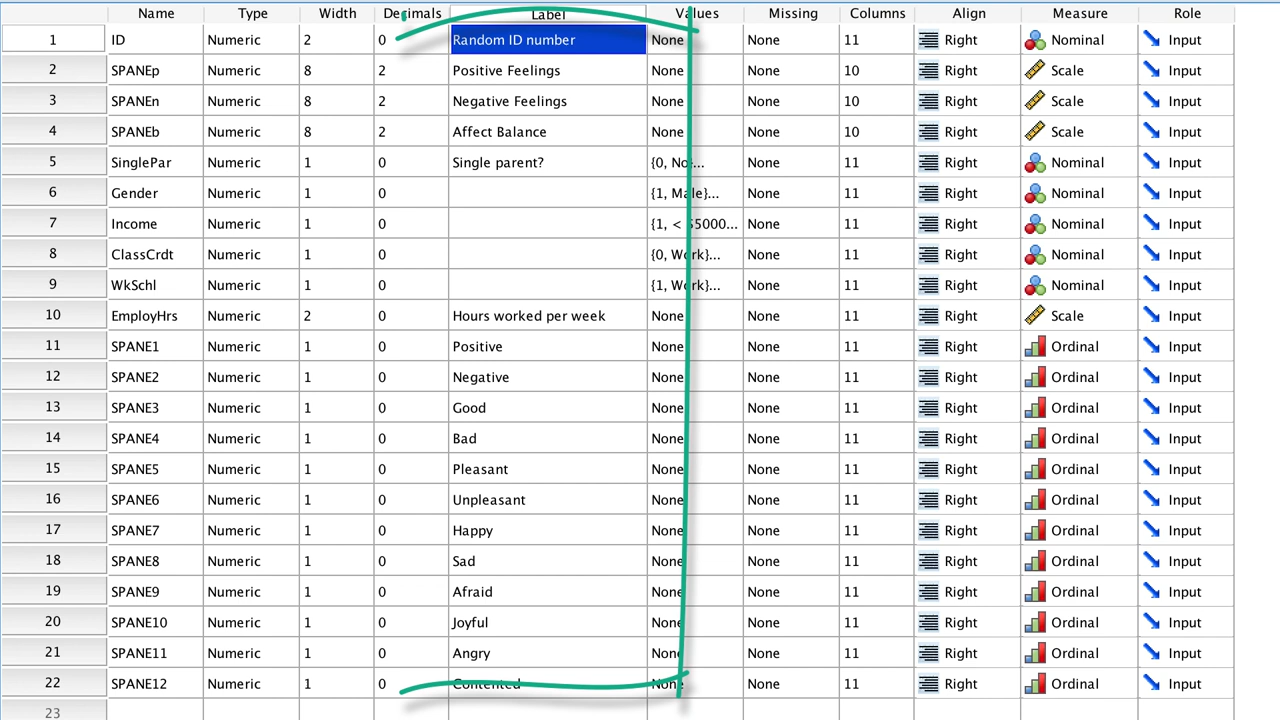 Name Type Width Decimals Label Values Missing Columns Align Measure Role
1 ID Numeric 2 0 Random ID number None None 11 Right Nominal Input
2 SPANEp Numeric 8 2 Positive Feelings None None 10 Right Scale Input
3 SPANEn Numeric 8 2 Negative Feelings None None 10 Right Scale Input
4 SPANEb Numeric 8 2 Affect Balance None None 10 Right Scale Input
5 SinglePar Numeric 1 0 Single parent? {0, No}... None 11 Right Nominal Input
6 Gender Numeric 1 0 {1, Male}... None 11 Right Nominal Input
7 Income Numeric 1 0 {1, < $5000... None 11 Right Nominal Input
8 ClassCrdt Numeric 1 0 {0, Work}... None 11 Right Nominal Input
9 WkSchl Numeric 1 0 {1, Work}... None 11 Right Nominal Input
10 EmployHrs Numeric 2 0 Hours worked per week None None 11 Right Scale Input
11 SPANE1 Numeric 1 0 Positive None None 11 Right Ordinal Input
12 SPANE2 Numeric 1 0 Negative None None 11 Right Ordinal Input
13 SPANE3 Numeric 1 0 Good None None 11 Right Ordinal Input
14 SPANE4 Numeric 1 0 Bad None None 11 Right Ordinal Input
15 SPANE5 Numeric 1 0 Pleasant None None 11 Right Ordinal Input
16 SPANE6 Numeric 1 0 Unpleasant None None 11 Right Ordinal Input
17 SPANE7 Numeric 1 0 Happy None None 11 Right Ordinal Input
18 SPANE8 Numeric 1 0 Sad None None 11 Right Ordinal Input
19 SPANE9 Numeric 1 0 Afraid None None 11 Right Ordinal Input
20 SPANE10 Numeric 1 0 Joyful None None 11 Right Ordinal Input
21 SPANE11 Numeric 1 0 Angry None None 11 Right Ordinal Input
22 SPANE12 Numeric 1 0 Contented None None 11 Right Ordinal Input
23